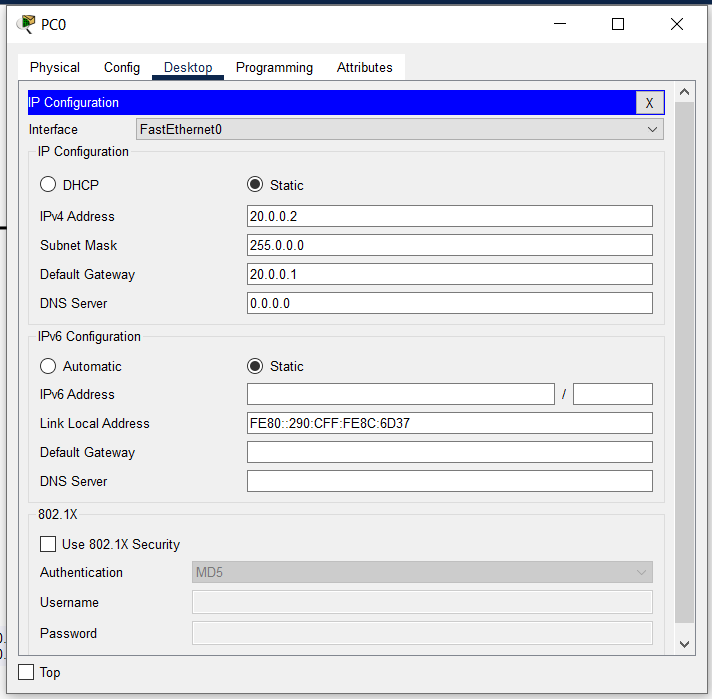 PC0
Physical Config Desktop Programming Attributes
IP Configuration X
Interface FastEthernet0
IP Configuration
DHCP Static
IPv4 Address 20.0.0.2
Subnet Mask 255.0.0.0
Default Gateway 20.0.0.1
DNS Server 0.0.0.0
IPv6 Configuration
Automatic Static
IPv6 Address /
Link Local Address FE80::290:CFF:FE8C:6D37
Default Gateway
DNS Server
802.1X
Use 802.1X Security
Authentication MD5
Username
Password
Top